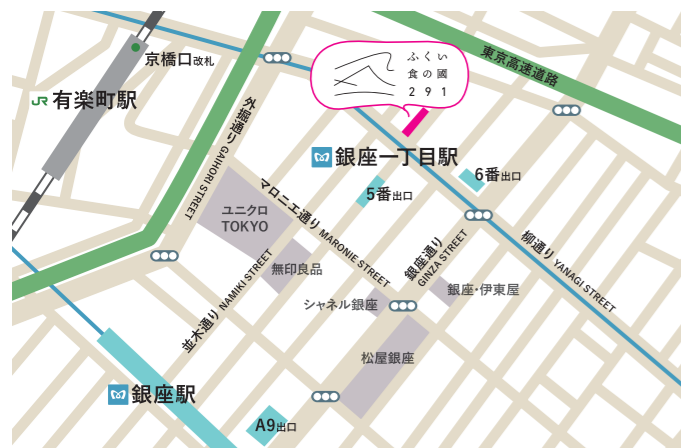 京橋口改札
JR 有楽町駅
外堀通り GAIHORI STREET
ふくい
食の國
291
東京高速道路
銀座一丁目駅
5番出口
6番出口
ユニクロ
TOKYO
マロニエ通り MARONIE STREET
無印良品
並木通り NAMIKI STREET
銀座通り
GINZA STREET
柳通り YANAGI STREET
シャネル銀座
銀座・伊東屋
松屋銀座
銀座駅
A9出口